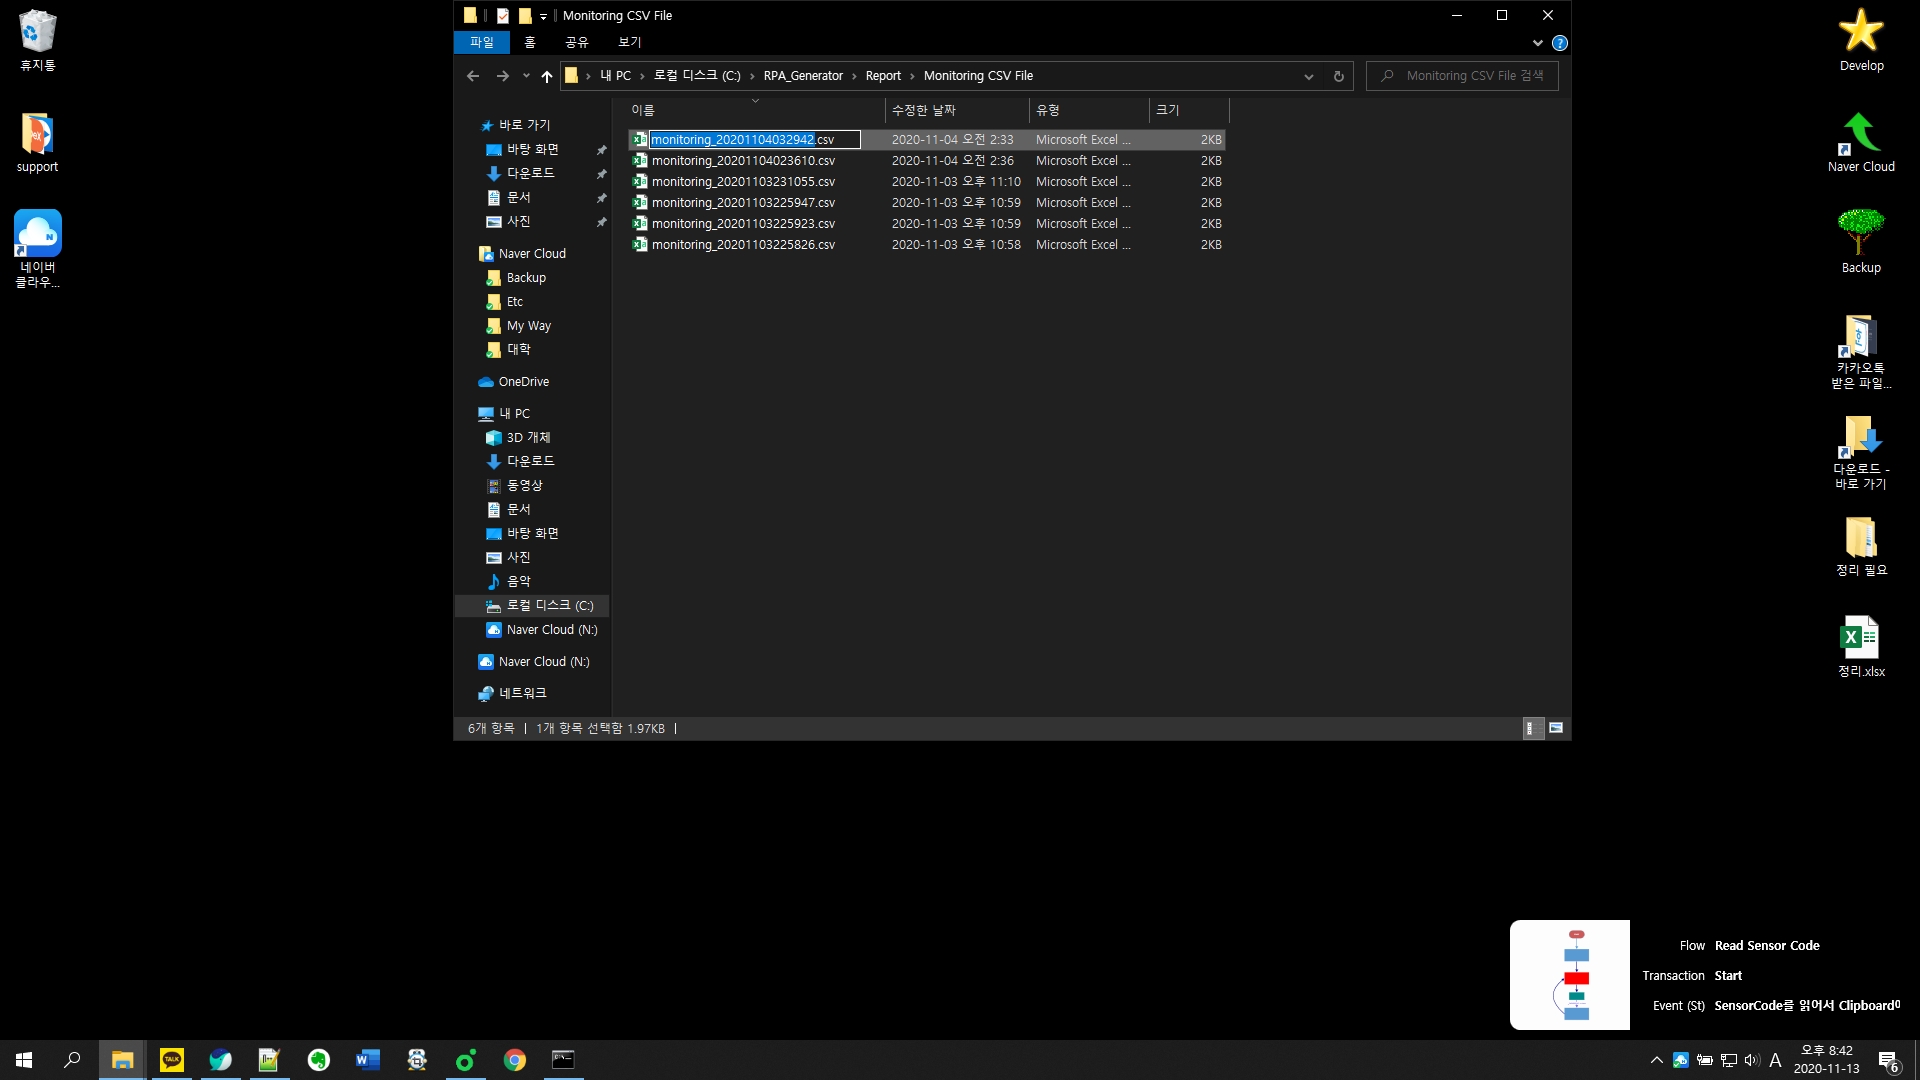 Monitoring CSV File
파일 홈 공유 보기
내 PC 로컬 디스크 (C:) RPA_Generator Report Monitoring CSV File
Monitoring CSV File 검색
이름 수정한 날짜 유형 크기
monitoring_20201104032942.csv 2020-11-04 오전 2:33 Microsoft Excel ... 2KB
monitoring_20201104023610.csv 2020-11-04 오전 2:36 Microsoft Excel ... 2KB
monitoring_20201103231055.csv 2020-11-03 오후 11:10 Microsoft Excel ... 2KB
monitoring_20201103225947.csv 2020-11-03 오후 10:59 Microsoft Excel ... 2KB
monitoring_20201103225923.csv 2020-11-03 오후 10:59 Microsoft Excel ... 2KB
monitoring_20201103225826.csv 2020-11-03 오후 10:58 Microsoft Excel ... 2KB
바로 가기
바탕 화면
다운로드
문서
사진
Naver Cloud
Backup
Etc
My Way
대학
OneDrive
내 PC
3D 개체
다운로드
동영상
문서
바탕 화면
사진
음악
로컬 디스크 (C:)
Naver Cloud (N:)
Naver Cloud (N:)
네트워크
6개 항목 1개 항목 선택함 1.97KB
휴지통
support
네이버
클라우...
Develop
Naver Cloud
Backup
카카오톡
받은 파일...
다운로드 -
바로 가기
정리 필요
정리.xlsx
Flow Read Sensor Code
Transaction Start
Event (St) SensorCode를 읽어서 Clipboard
TALK
A
오후 8:42
2020-11-13
6